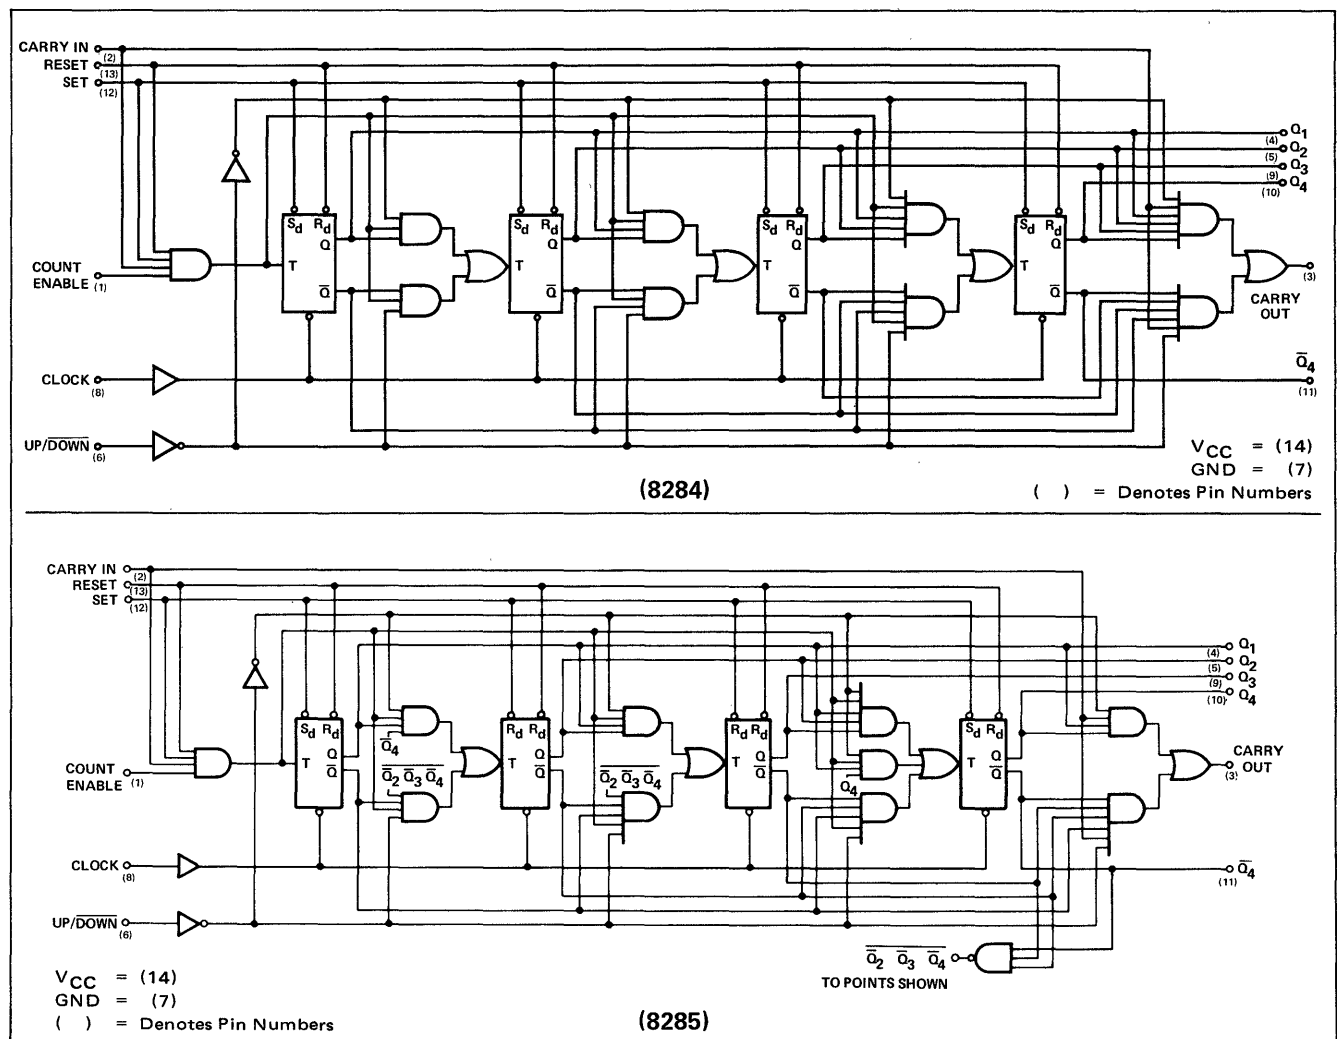 CARRY IN
(2)
RESET
(13)
SET
(12)
Q1
(4)
Q2
(5)
Q3
(9)
Q4
(10)
Sd Rd
Q
T
Q̅
Sd Rd
Q
T
Q̅
Sd Rd
Q
T
Q̅
Sd Rd
Q
T
Q̅
COUNT
ENABLE (1)
(3)
CARRY
OUT
CLOCK
(8)
Q̅4
(11)
UP/D̅O̅W̅N̅
(6)
VCC = (14)
GND = (7)
( ) = Denotes Pin Numbers
(8284)
CARRY IN
(2)
RESET
(13)
SET
(12)
Q1
(4)
Q2
(5)
Q3
(9)
Q4
(10)
Sd Rd
Q
T
Q̅
Q̅4
Q̅2 Q̅3 Q̅4
Rd Rd
Q
T
Q̅
Q̅2 Q̅3 Q̅4
Rd Rd
Q
T
Q̅
Q4
Sd Rd
Q
T
Q̅
COUNT
ENABLE (1)
CARRY
OUT
(3)
CLOCK
(8)
Q̅4
(11)
UP/D̅O̅W̅N̅
(6)
Q̅2 Q̅3 Q̅4
TO POINTS SHOWN
VCC = (14)
GND = (7)
( ) = Denotes Pin Numbers
(8285)